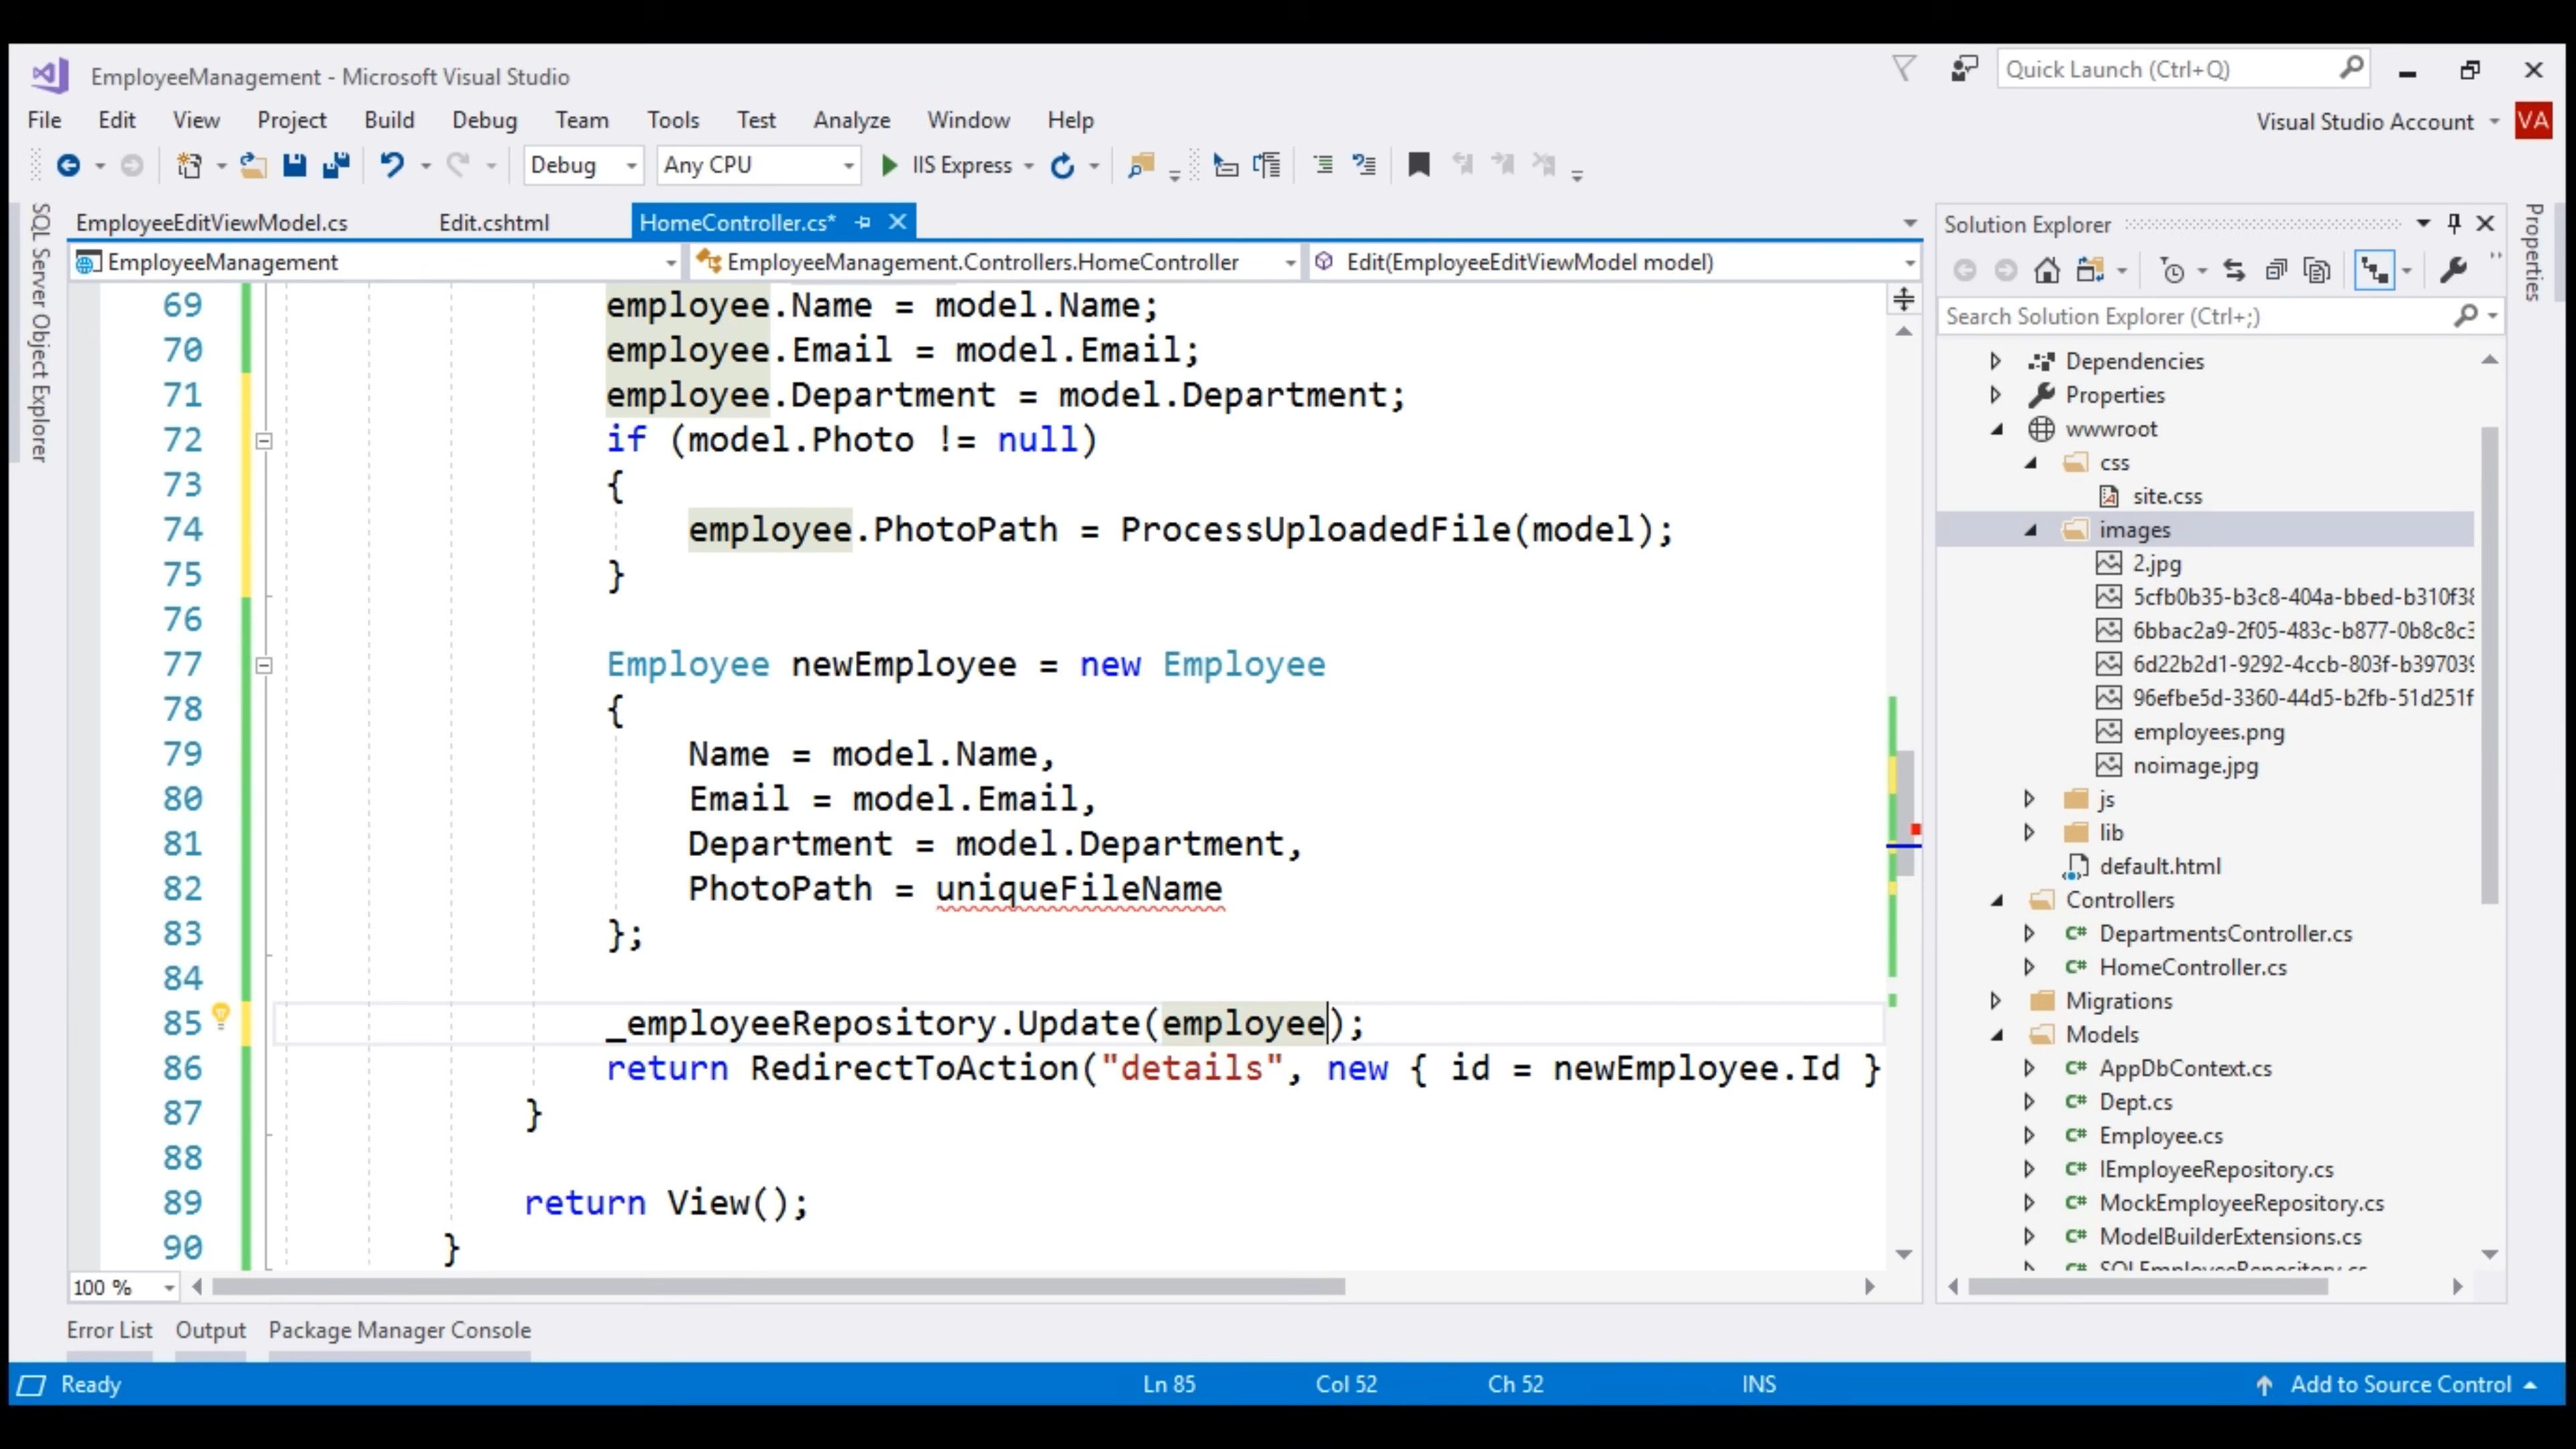 EmployeeManagement - Microsoft Visual Studio
Quick Launch (Ctrl+Q)
File Edit View Project Build Debug Team Tools Test Analyze Window Help
Visual Studio Account
VA
Debug
Any CPU
IIS Express
SQL Server Object Explorer
EmployeeEditViewModel.cs
Edit.cshtml
HomeController.cs*
EmployeeManagement
EmployeeManagement.Controllers.HomeController
Edit(EmployeeEditViewModel model)
69 employee.Name = model.Name;
70 employee.Email = model.Email;
71 employee.Department = model.Department;
72 if (model.Photo != null)
73 {
74 employee.PhotoPath = ProcessUploadedFile(model);
75 }
76
77 Employee newEmployee = new Employee
78 {
79 Name = model.Name,
80 Email = model.Email,
81 Department = model.Department,
82 PhotoPath = uniqueFileName
83 };
84
85 _employeeRepository.Update(employee);
86 return RedirectToAction("details", new { id = newEmployee.Id }
87 }
88
89 return View();
90 }
100 %
Solution Explorer
Search Solution Explorer (Ctrl+;)
Dependencies
Properties
wwwroot
css
site.css
images
2.jpg
5cfb0b35-b3c8-404a-bbed-b310f38
6bbac2a9-2f05-483c-b877-0b8c8c3
6d22b2d1-9292-4ccb-803f-b397039
96efbe5d-3360-44d5-b2fb-51d251f
employees.png
noimage.jpg
js
lib
default.html
Controllers
C# DepartmentsController.cs
C# HomeController.cs
Migrations
Models
C# AppDbContext.cs
C# Dept.cs
C# Employee.cs
C# IEmployeeRepository.cs
C# MockEmployeeRepository.cs
C# ModelBuilderExtensions.cs
C# SQLEmployeeRepository.cs
Properties
Error List
Output
Package Manager Console
Ready
Ln 85
Col 52
Ch 52
INS
Add to Source Control